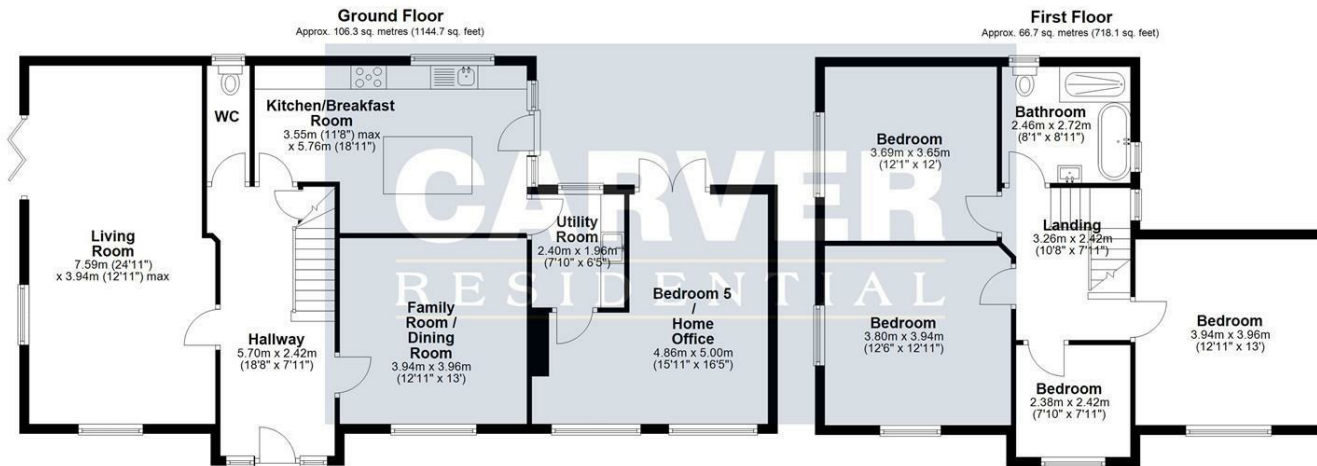 Ground Floor
Approx. 106.3 sq. metres (1144.7 sq. feet)
WC
Kitchen/Breakfast
Room
3.55m (11'8") max
x 5.76m (18'11")
Living
Room
7.59m (24'11")
x 3.94m (12'11") max
Hallway
5.70m x 2.42m
(18'8" x 7'11")
Family
Room /
Dining
Room
3.94m x 3.96m
(12'11" x 13')
Utility
Room
2.40m x 1.96m
(7'10" x 6'5")
Bedroom 5
/
Home
Office
4.86m x 5.00m
(15'11" x 16'5")
CARVER
RESIDENTIAL
First Floor
Approx. 66.7 sq. metres (718.1 sq. feet)
Bedroom
3.69m x 3.65m
(12'1" x 12')
Bathroom
2.46m x 2.72m
(8'1" x 8'11")
Landing
3.26m x 2.42m
(10'8" x 7'11")
Bedroom
3.80m x 3.94m
(12'6" x 12'11")
Bedroom
2.38m x 2.42m
(7'10" x 7'11")
Bedroom
3.94m x 3.96m
(12'11" x 13')